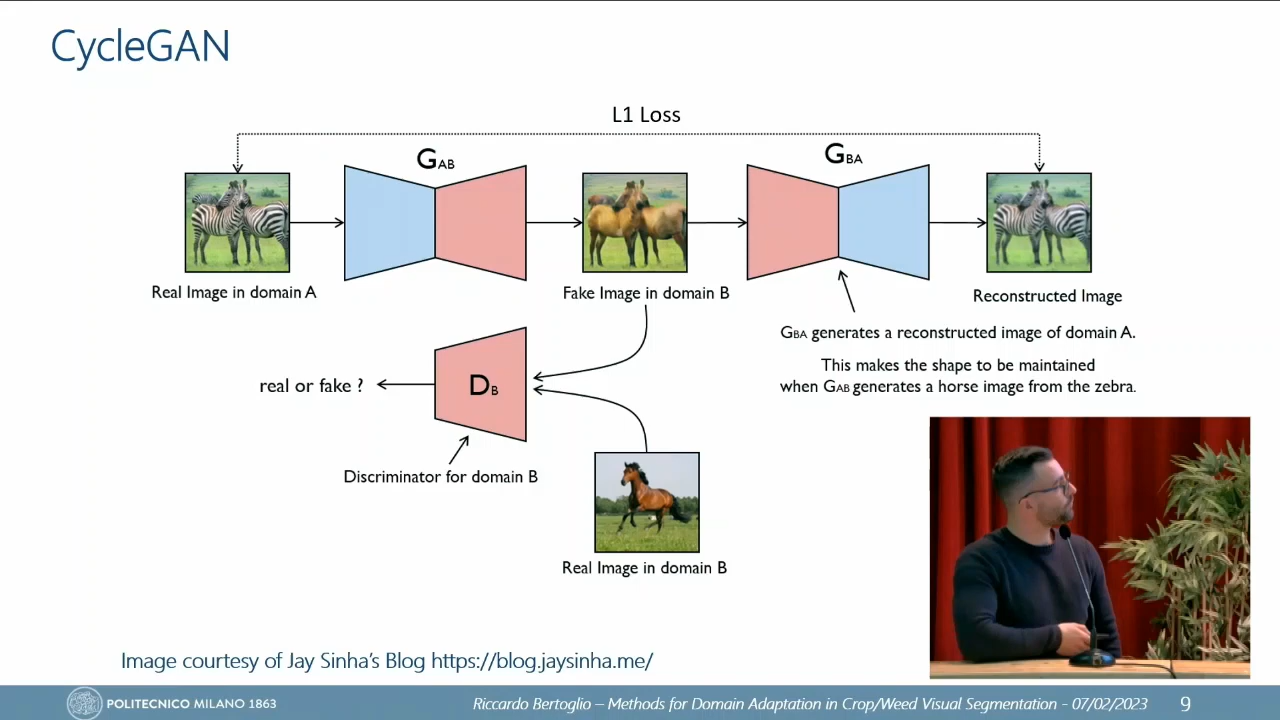 CycleGAN
L1 Loss
GAB
GBA
Real Image in domain A
Fake Image in domain B
Reconstructed Image
GBA generates a reconstructed image of domain A.
This makes the shape to be maintained
when GAB generates a horse image from the zebra.
real or fake ?
DB
Discriminator for domain B
Real Image in domain B
Image courtesy of Jay Sinha's Blog https://blog.jaysinha.me/
POLITECNICO MILANO 1863
Riccardo Bertoglio – Methods for Domain Adaptation in Crop/Weed Visual Segmentation - 07/02/2023
9